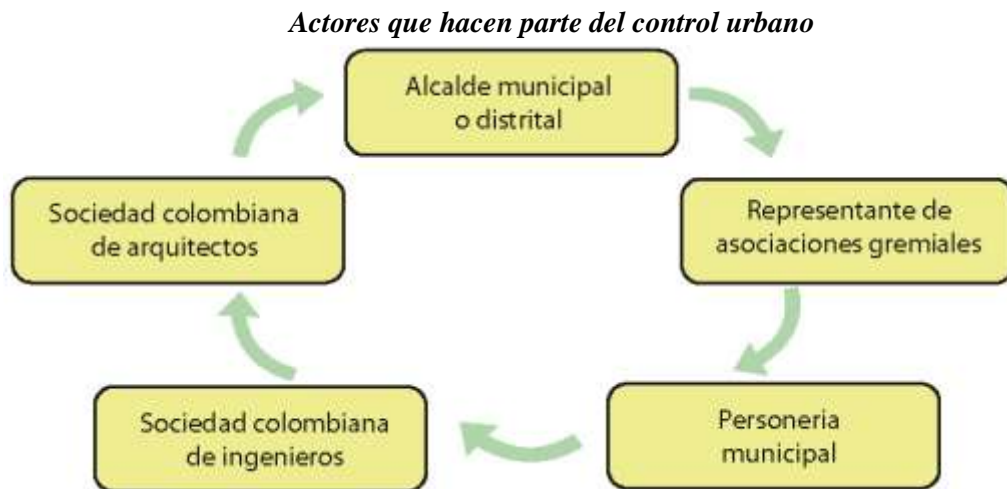 Actores que hacen parte del control urbano
Alcalde municipal
o distrital
Representante de
asociaciones gremiales
Personeria
municipal
Sociedad colombiana
de ingenieros
Sociedad colombiana
de arquitectos